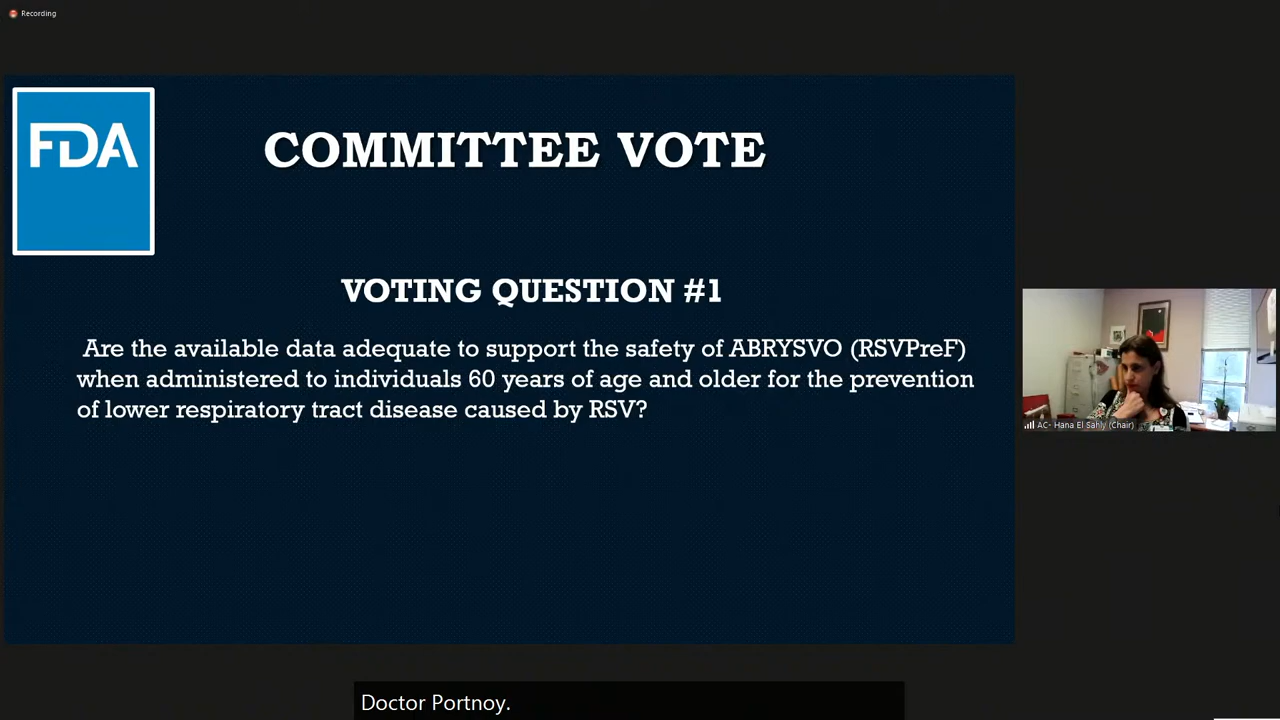 Recording
FDA
COMMITTEE VOTE
VOTING QUESTION #1
Are the available data adequate to support the safety of ABRYSVO (RSVPreF)
when administered to individuals 60 years of age and older for the prevention
of lower respiratory tract disease caused by RSV?
AC- Hana El Sahly (Chair)
Doctor Portnoy.